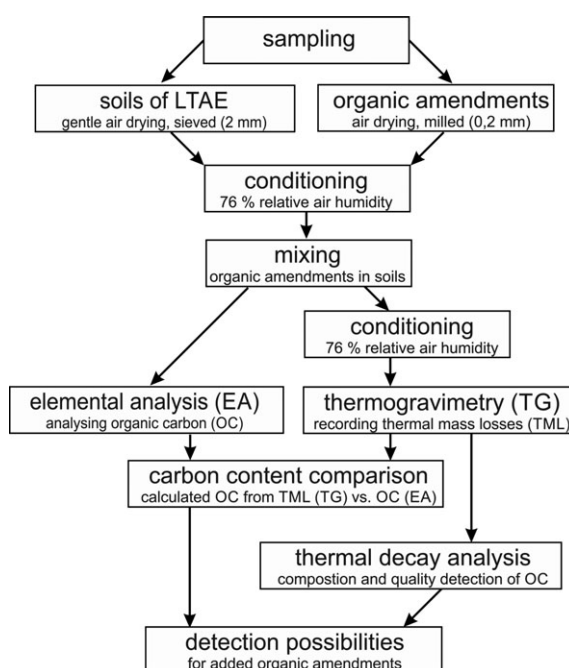 sampling
soils of LTAE
gentle air drying, sieved (2 mm)
organic amendments
air drying, milled (0,2 mm)
conditioning
76 % relative air humidity
mixing
organic amendments in soils
conditioning
76 % relative air humidity
elemental analysis (EA)
analysing organic carbon (OC)
thermogravimetry (TG)
recording thermal mass losses (TML)
carbon content comparison
calculated OC from TML (TG) vs. OC (EA)
thermal decay analysis
compostion and quality detection of OC
detection possibilities
for added organic amendments